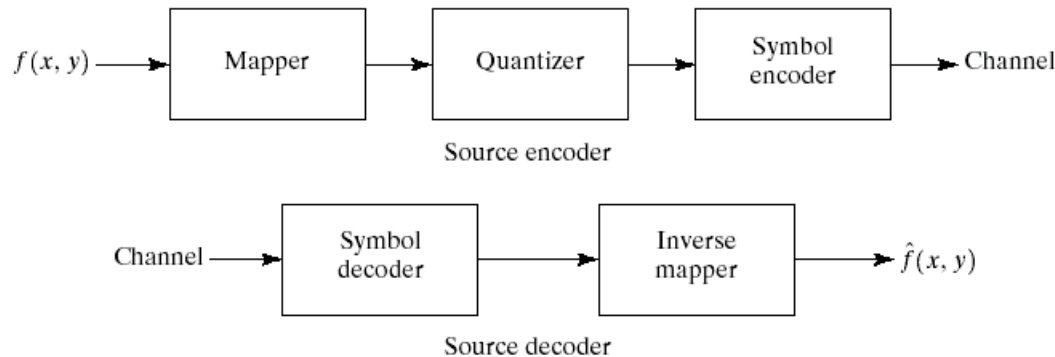 f(x, y) Mapper Quantizer Symbol encoder Channel
Source encoder
Channel Symbol decoder Inverse mapper f̂(x, y)
Source decoder